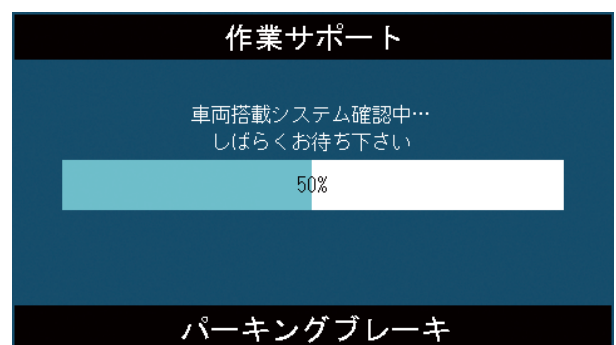 作業サポート
車両搭載システム確認中…
しばらくお待ち下さい
50%
パーキングブレーキ